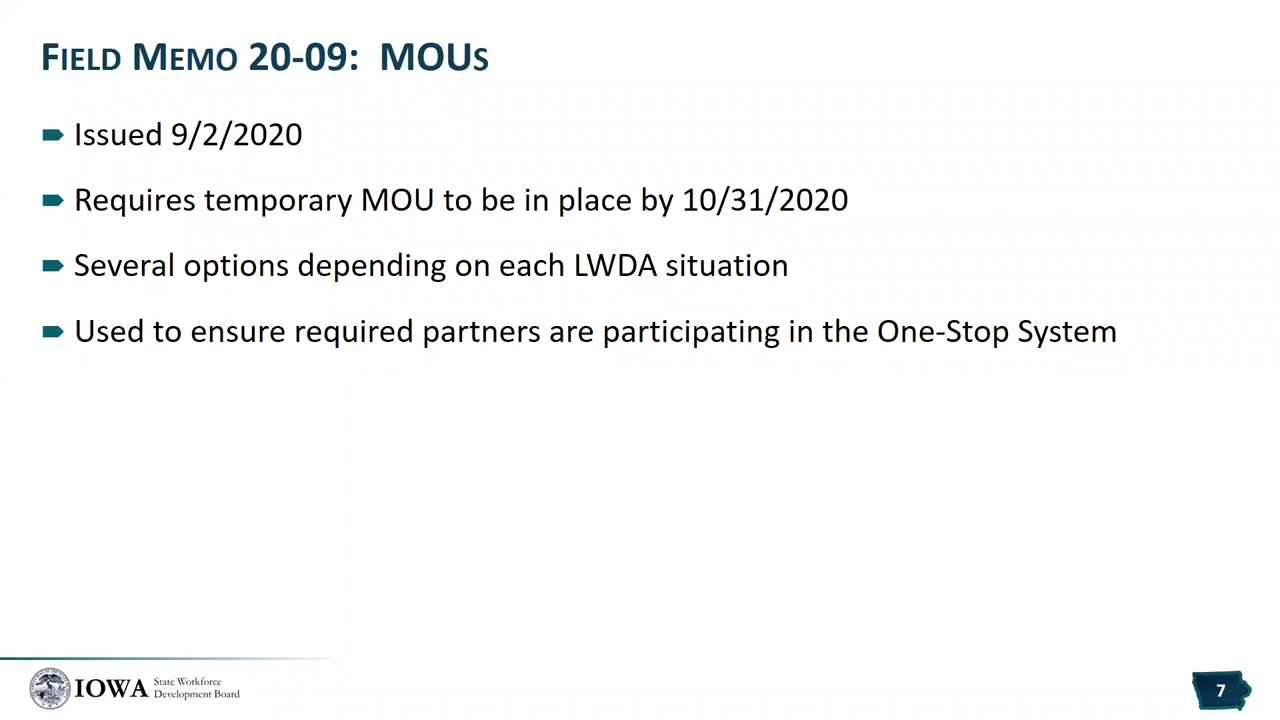 FIELD MEMO 20-09: MOUS
Issued 9/2/2020
Requires temporary MOU to be in place by 10/31/2020
Several options depending on each LWDA situation
Used to ensure required partners are participating in the One-Stop System
IOWA State Workforce
Development Board
7